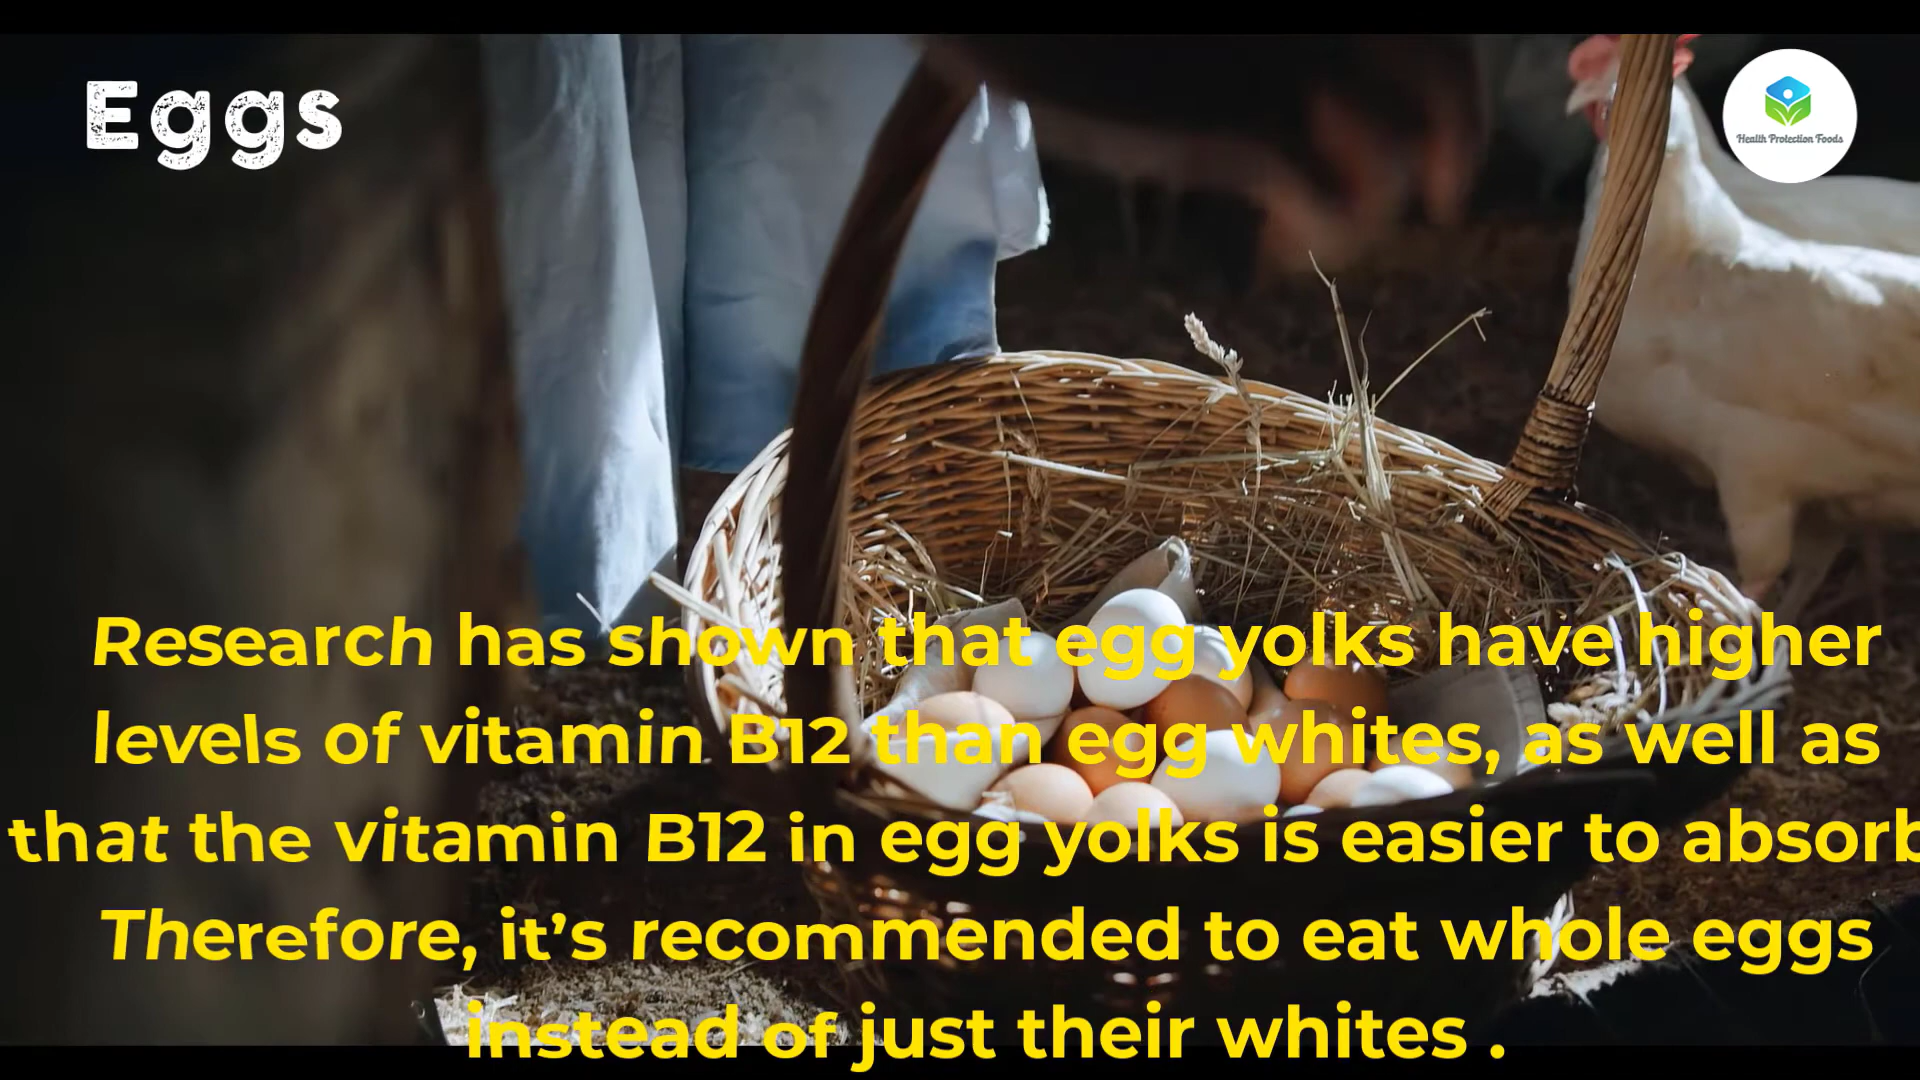 Eggs
Health Protection Foods
Research has shown that egg yolks have higher
levels of vitamin B12 than egg whites, as well as
that the vitamin B12 in egg yolks is easier to absorb
Therefore, it’s recommended to eat whole eggs
instead of just their whites .